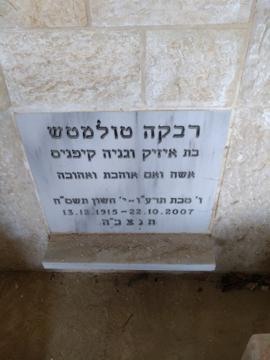 רבקה טולמטש
בת איזיק וגניה קיפניס
אשה ואם אוהבת ואהובה
ו' טבת תרע"ו - י' חשון תשס"ח
13.12.1915 - 22.10.2007
ת נ צ ב "ה